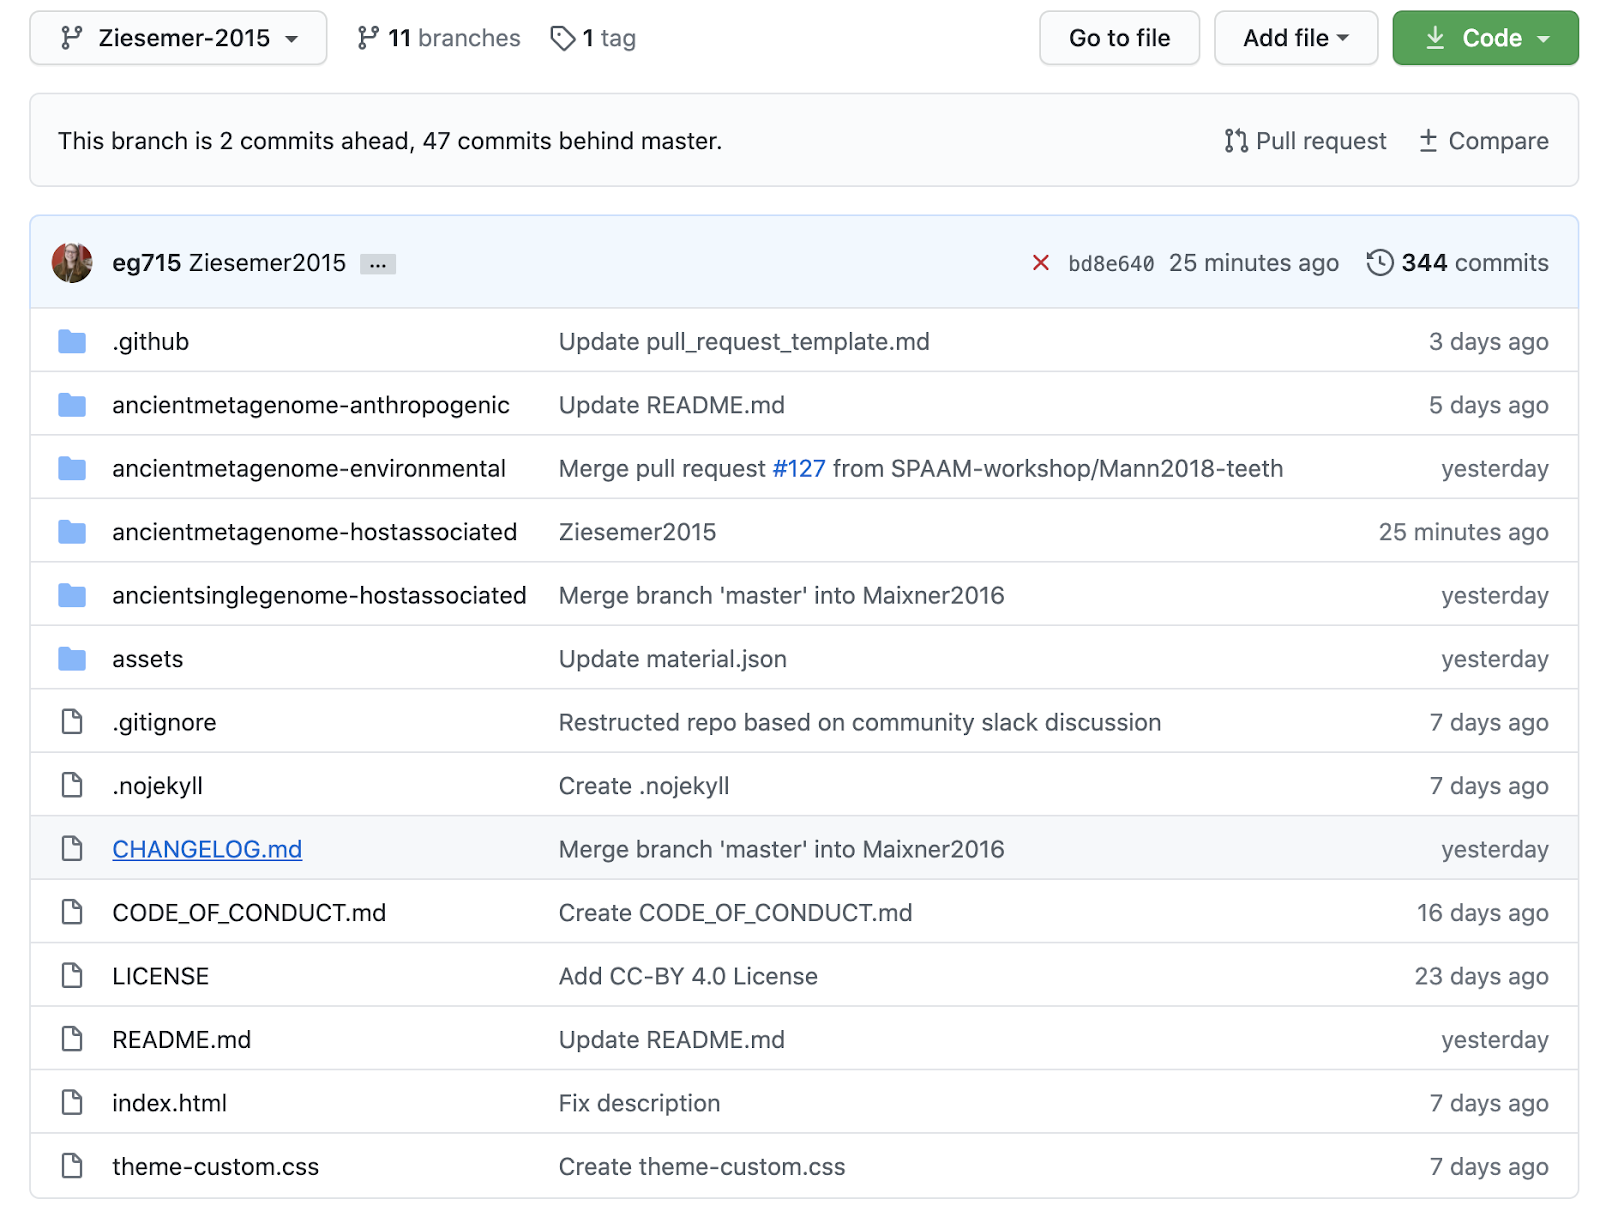 Ziesemer-2015 11 branches 1 tag Go to file Add file Code
This branch is 2 commits ahead, 47 commits behind master. Pull request Compare
eg715 Ziesemer2015 ... bd8e640 25 minutes ago 344 commits
.github Update pull_request_template.md 3 days ago
ancientmetagenome-anthropogenic Update README.md 5 days ago
ancientmetagenome-environmental Merge pull request #127 from SPAAM-workshop/Mann2018-teeth yesterday
ancientmetagenome-hostassociated Ziesemer2015 25 minutes ago
ancientsinglegenome-hostassociated Merge branch 'master' into Maixner2016 yesterday
assets Update material.json yesterday
.gitignore Restructed repo based on community slack discussion 7 days ago
.nojekyll Create .nojekyll 7 days ago
CHANGELOG.md Merge branch 'master' into Maixner2016 yesterday
CODE_OF_CONDUCT.md Create CODE_OF_CONDUCT.md 16 days ago
LICENSE Add CC-BY 4.0 License 23 days ago
README.md Update README.md yesterday
index.html Fix description 7 days ago
theme-custom.css Create theme-custom.css 7 days ago